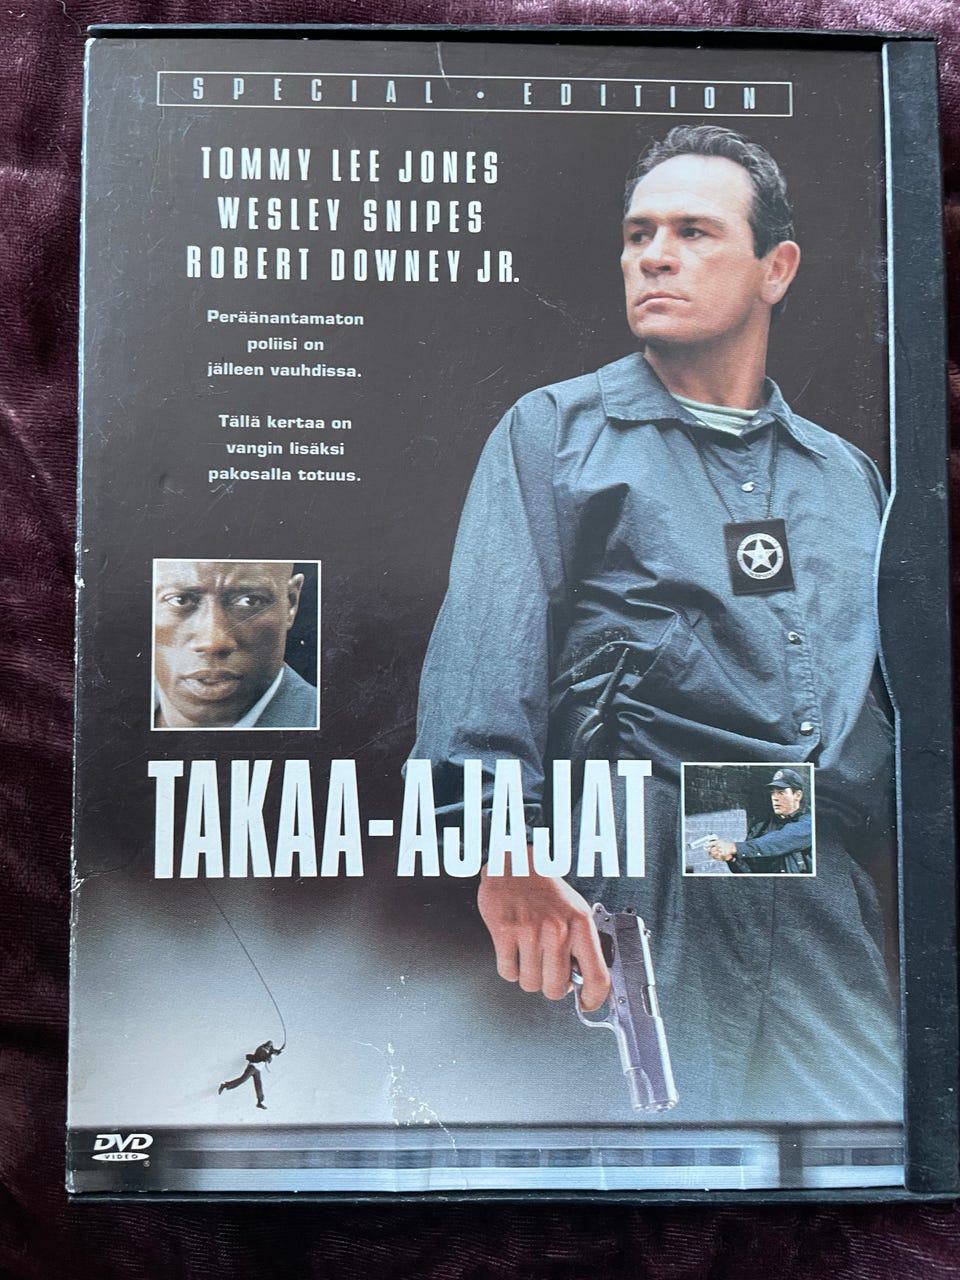 SPECIAL • EDITION
TOMMY LEE JONES
WESLEY SNIPES
ROBERT DOWNEY JR.
Peräänantamaton
poliisi on
jälleen vauhdissa.
Tällä kertaa on
vangin lisäksi
pakosalla totuus.
TAKAA-AJAJAT
DVD
VIDEO